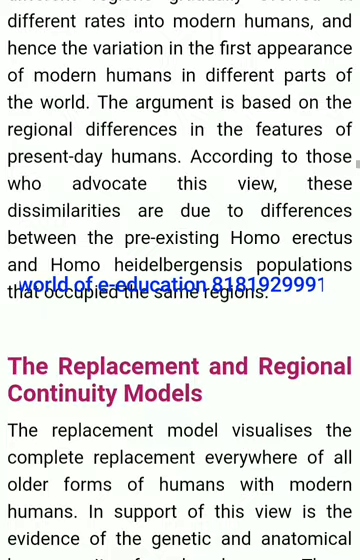 different rates into modern humans, and
hence the variation in the first appearance
of modern humans in different parts of
the world. The argument is based on the
regional differences in the features of
present-day humans. According to those
who advocate this view, these
dissimilarities are due to differences
between the pre-existing Homo erectus
and Homo heidelbergensis populations
that occupied the same regions.
world of e-education 8181929991
The Replacement and Regional
Continuity Models
The replacement model visualises the
complete replacement everywhere of all
older forms of humans with modern
humans. In support of this view is the
evidence of the genetic and anatomical